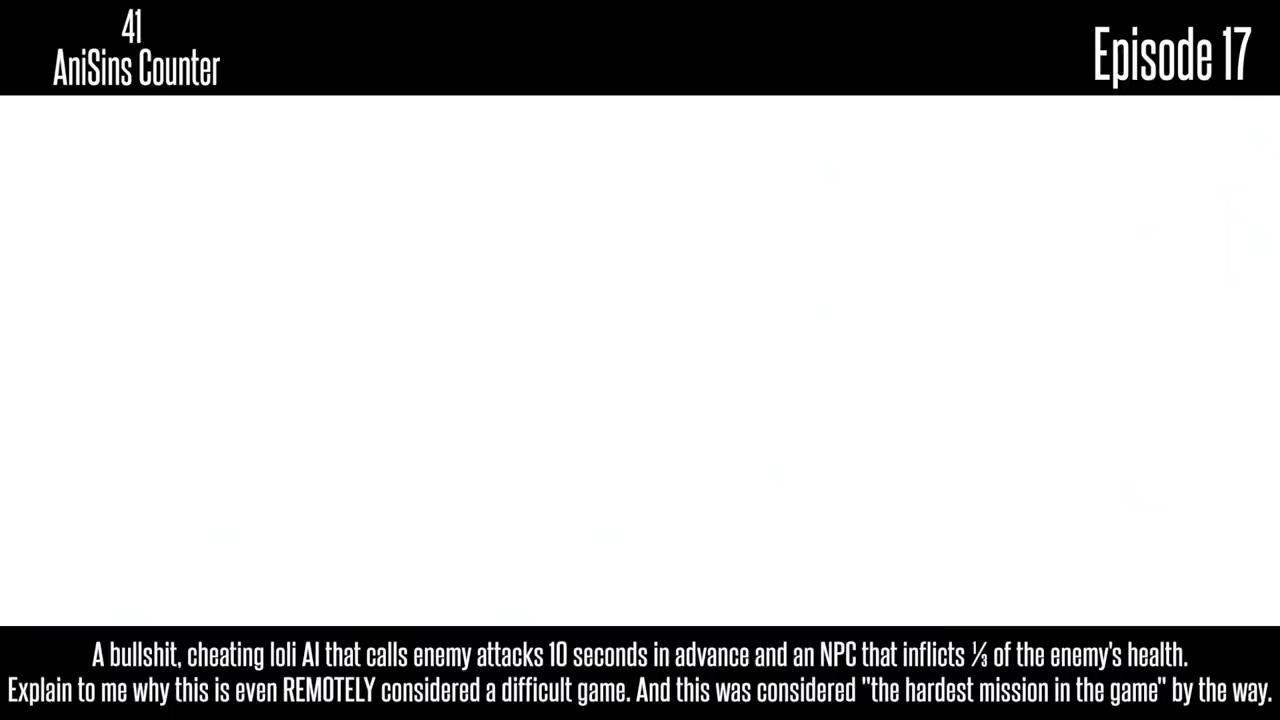 41
AniSins Counter
Episode 17
A bullshit, cheating loli AI that calls enemy attacks 10 seconds in advance and an NPC that inflicts ⅓ of the enemy's health.
Explain to me why this is even REMOTELY considered a difficult game. And this was considered "the hardest mission in the game" by the way.